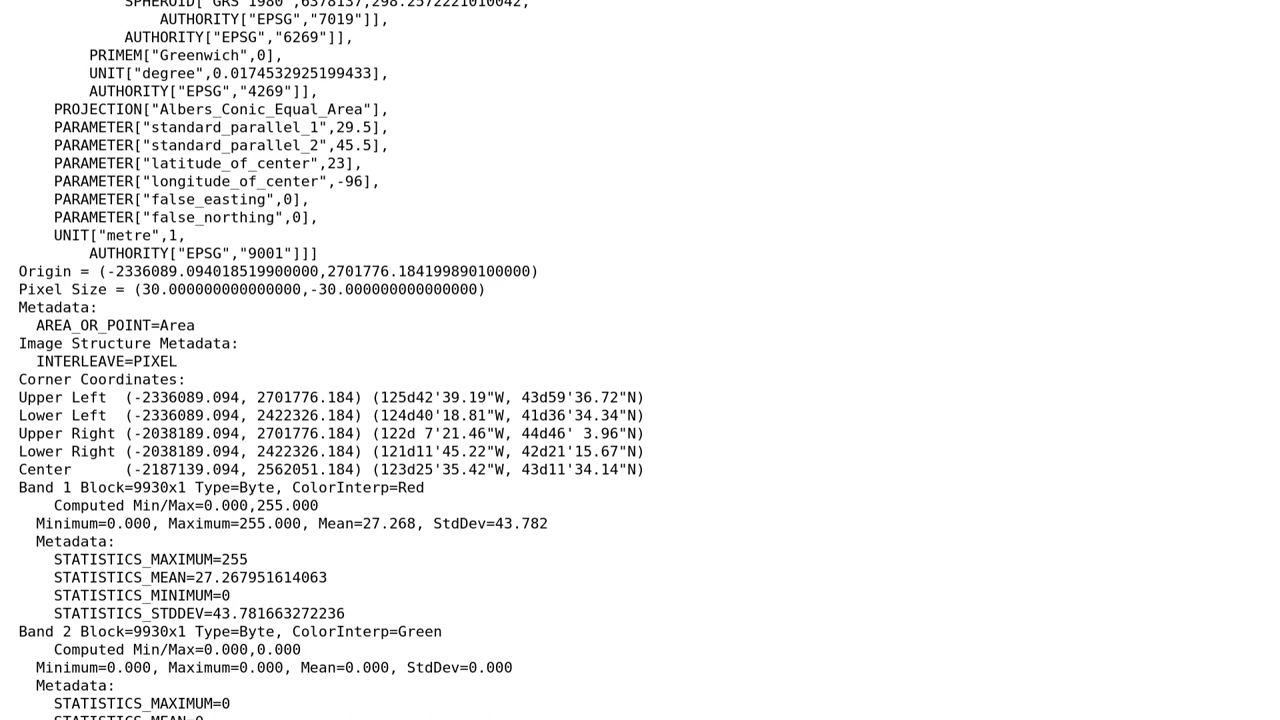 SPHEROID["GRS 1980",6378137,298.2572221010042,
AUTHORITY["EPSG","7019"]],
AUTHORITY["EPSG","6269"]],
PRIMEM["Greenwich",0],
UNIT["degree",0.0174532925199433],
AUTHORITY["EPSG","4269"]],
PROJECTION["Albers_Conic_Equal_Area"],
PARAMETER["standard_parallel_1",29.5],
PARAMETER["standard_parallel_2",45.5],
PARAMETER["latitude_of_center",23],
PARAMETER["longitude_of_center",-96],
PARAMETER["false_easting",0],
PARAMETER["false_northing",0],
UNIT["metre",1,
AUTHORITY["EPSG","9001"]]]
Origin = (-2336089.094018519900000,2701776.184199890100000)
Pixel Size = (30.000000000000000,-30.000000000000000)
Metadata:
AREA_OR_POINT=Area
Image Structure Metadata:
INTERLEAVE=PIXEL
Corner Coordinates:
Upper Left (-2336089.094, 2701776.184) (125d42'39.19"W, 43d59'36.72"N)
Lower Left (-2336089.094, 2422326.184) (124d40'18.81"W, 41d36'34.34"N)
Upper Right (-2038189.094, 2701776.184) (122d 7'21.46"W, 44d46' 3.96"N)
Lower Right (-2038189.094, 2422326.184) (121d11'45.22"W, 42d21'15.67"N)
Center (-2187139.094, 2562051.184) (123d25'35.42"W, 43d11'34.14"N)
Band 1 Block=9930x1 Type=Byte, ColorInterp=Red
Computed Min/Max=0.000,255.000
Minimum=0.000, Maximum=255.000, Mean=27.268, StdDev=43.782
Metadata:
STATISTICS_MAXIMUM=255
STATISTICS_MEAN=27.267951614063
STATISTICS_MINIMUM=0
STATISTICS_STDDEV=43.781663272236
Band 2 Block=9930x1 Type=Byte, ColorInterp=Green
Computed Min/Max=0.000,0.000
Minimum=0.000, Maximum=0.000, Mean=0.000, StdDev=0.000
Metadata:
STATISTICS_MAXIMUM=0
STATISTICS_MEAN=0